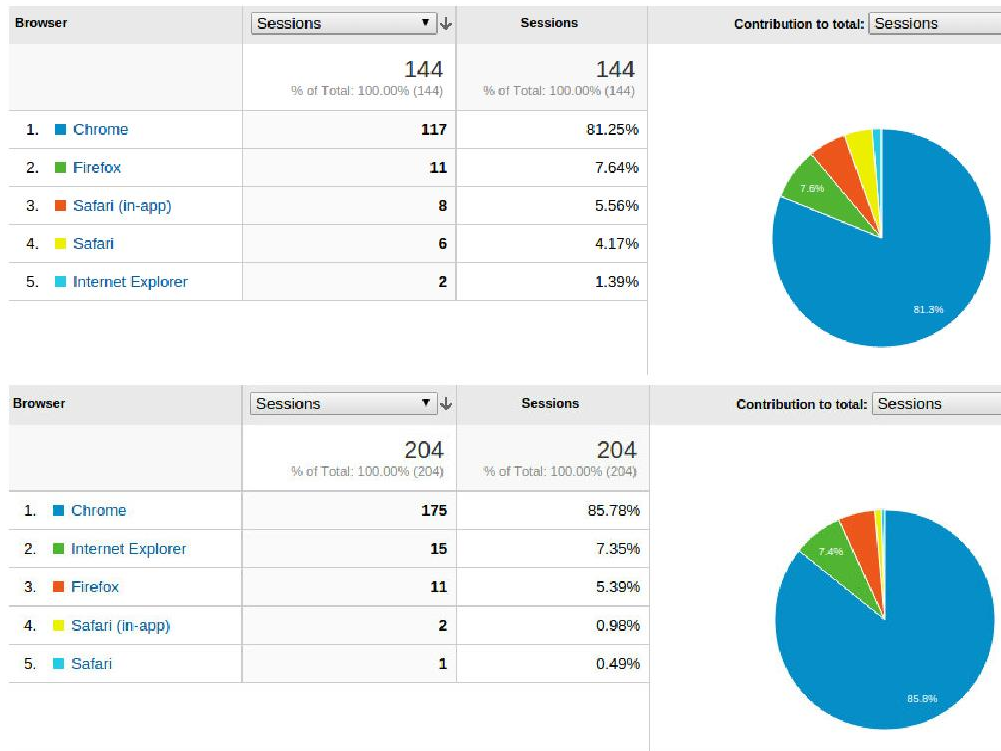 Browser Sessions ▼ Sessions Contribution to total: Sessions
144 144
% of Total: 100.00% (144) % of Total: 100.00% (144)
1. Chrome 117 81.25%
2. Firefox 11 7.64%
3. Safari (in-app) 8 5.56%
4. Safari 6 4.17%
5. Internet Explorer 2 1.39%
7.6%
81.3%
Browser Sessions ▼ Sessions Contribution to total: Sessions
204 204
% of Total: 100.00% (204) % of Total: 100.00% (204)
1. Chrome 175 85.78%
2. Internet Explorer 15 7.35%
3. Firefox 11 5.39%
4. Safari (in-app) 2 0.98%
5. Safari 1 0.49%
7.4%
85.8%